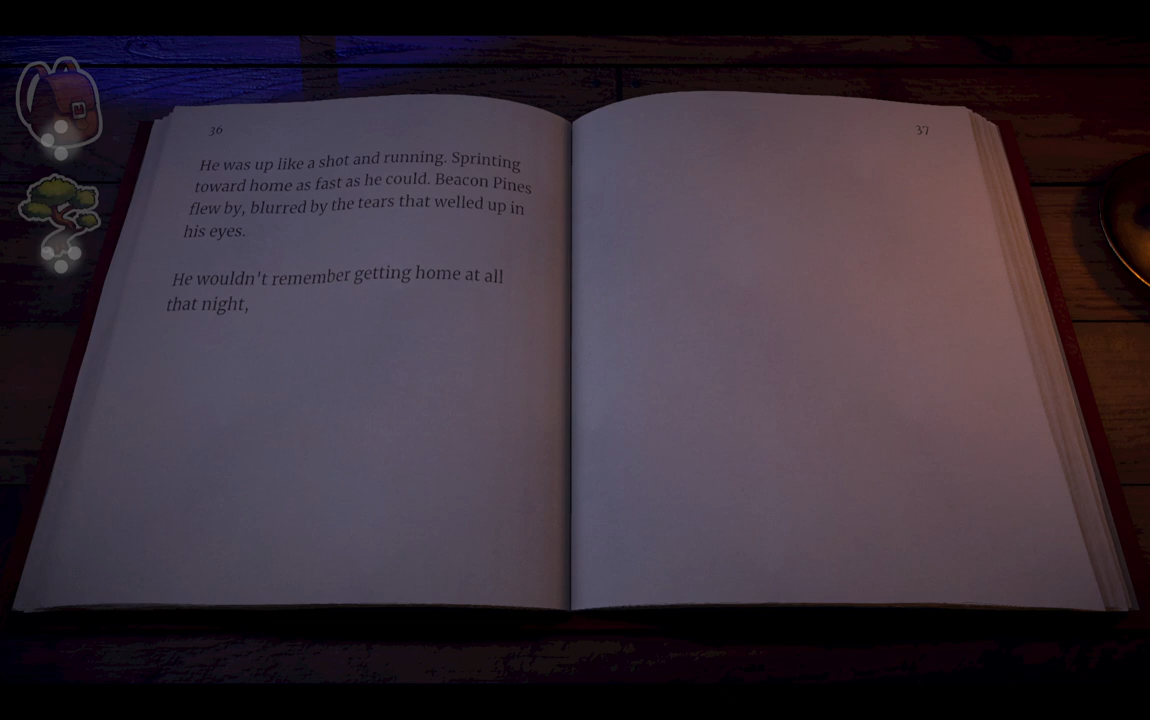 36
He was up like a shot and running. Sprinting
toward home as fast as he could. Beacon Pines
flew by, blurred by the tears that welled up in
his eyes.
He wouldn't remember getting home at all
that night,
37